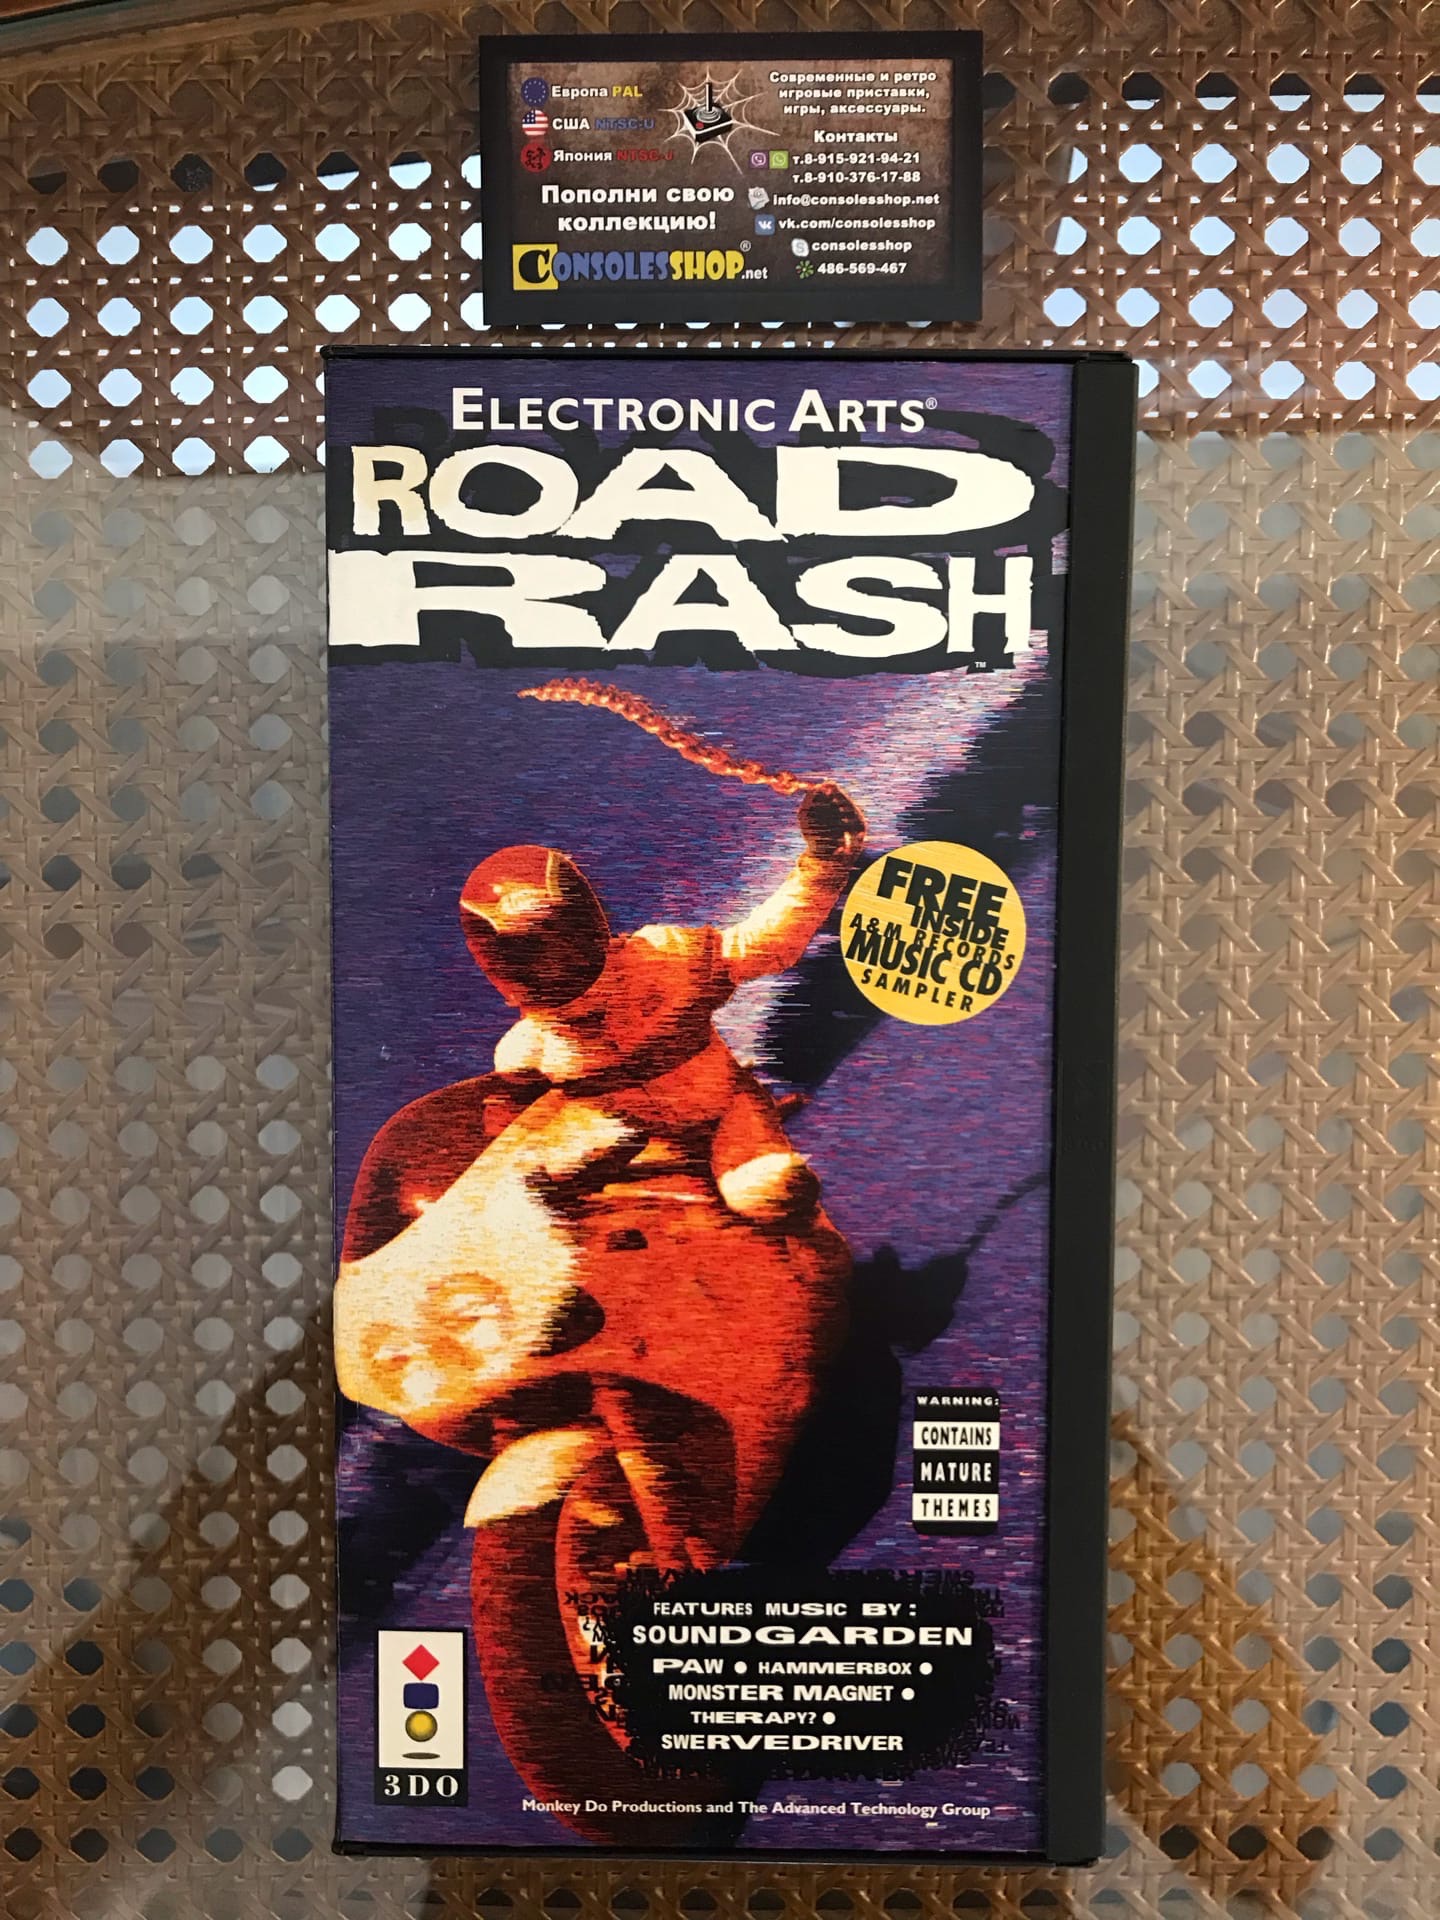 Европа PAL
США NTSC-U
Япония NTSC-J
Пополни свою
коллекцию!
CONSOLESSHOP.net®
Современные и ретро
игровые приставки,
игры, аксессуары.
Контакты
т.8-915-921-94-21
т.8-910-376-17-88
info@consolesshop.net
vk.com/consolesshop
consolesshop
486-569-467
ELECTRONIC ARTS®
ROAD
RASH
™
FREE
INSIDE
A&M RECORDS
MUSIC CD
SAMPLER
WARNING:
CONTAINS
MATURE
THEMES
FEATURES MUSIC BY:
SOUNDGARDEN
PAW • HAMMERBOX •
MONSTER MAGNET •
THERAPY? •
SWERVEDRIVER
3DO
Monkey Do Productions and The Advanced Technology Group